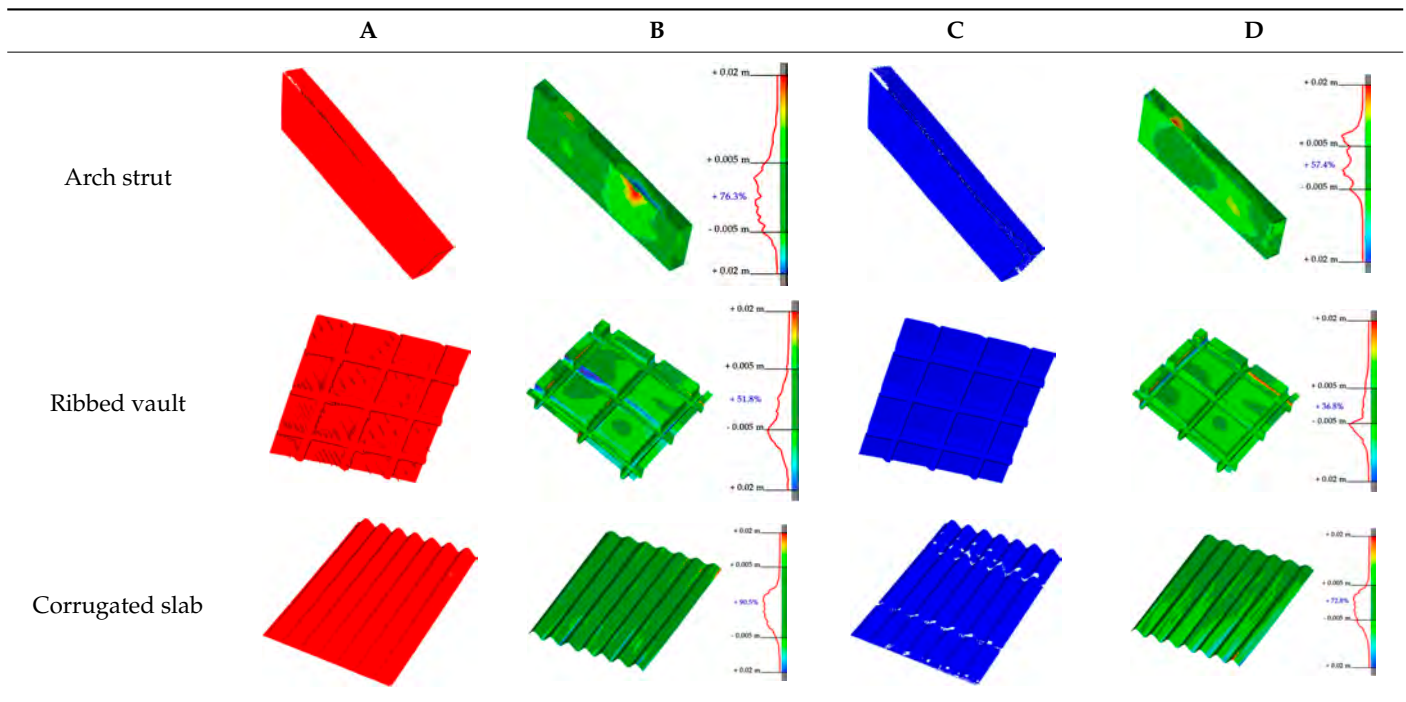 A B C D
Arch strut
+ 0.02 m
+ 0.005 m
+ 76.3%
- 0.005 m
+ 0.02 m
+ 0.02 m
+ 0.005 m
+ 57.4%
- 0.005 m
+ 0.02 m
Ribbed vault
+ 0.02 m
+ 0.005 m
+ 51.8%
- 0.005 m
+ 0.02 m
+ 0.02 m
+ 0.005 m
+ 36.8%
- 0.005 m
+ 0.02 m
Corrugated slab
+ 0.02 m
+ 0.005 m
+ 90.5%
- 0.005 m
+ 0.02 m
+ 0.02 m
+ 0.005 m
+ 72.8%
- 0.005 m
+ 0.02 m